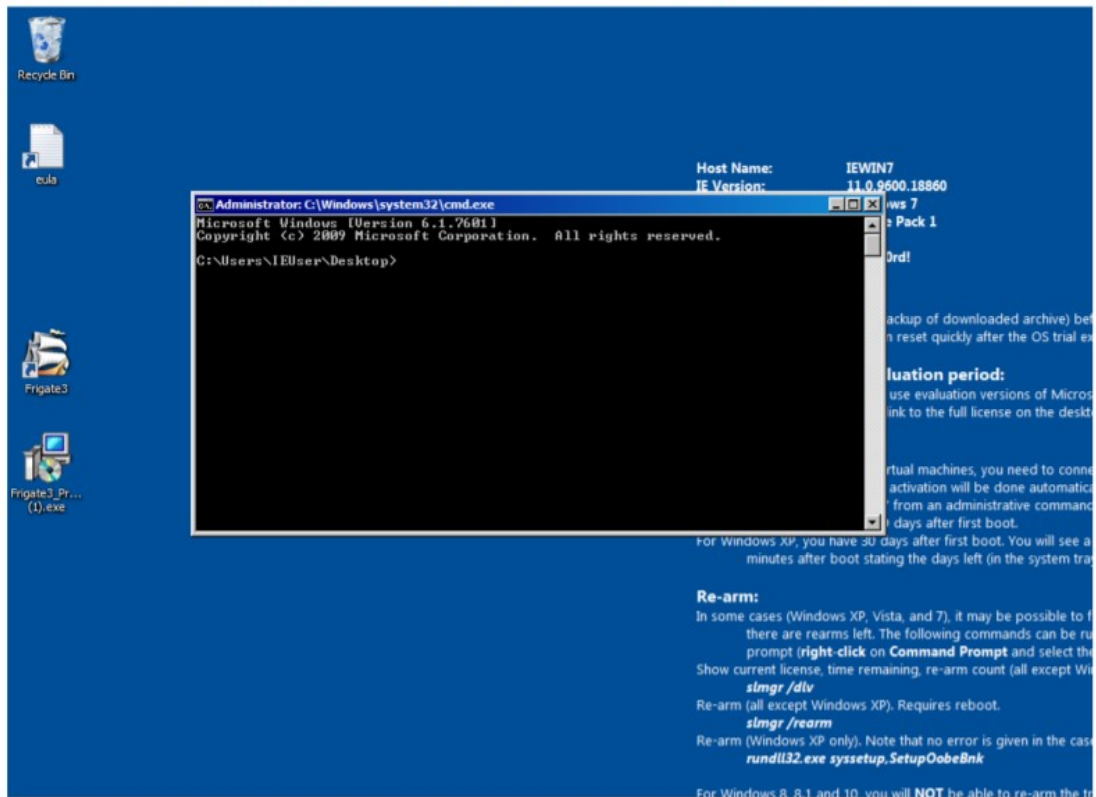 Recycle Bin
eula
Frigate3
Frigate3_Pr...
(1).exe
Administrator: C:\Windows\system32\cmd.exe
Microsoft Windows [Version 6.1.7601]
Copyright (c) 2009 Microsoft Corporation.  All rights reserved.
C:\Users\IEUser\Desktop>
Host Name: IEWIN7
IE Version: 11.0.9600.18860
ows 7
Pack 1
0rd!
ackup of downloaded archive) bef
n reset quickly after the OS trial ex
luation period:
use evaluation versions of Micros
ink to the full license on the deskt
rtual machines, you need to conne
activation will be done automatica
from an administrative command
days after first boot.
For Windows XP, you have 30 days after first boot. You will see a
minutes after boot stating the days left (in the system tray
Re-arm:
In some cases (Windows XP, Vista, and 7), it may be possible to f
there are rearms left. The following commands can be ru
prompt (right-click on Command Prompt and select the
Show current license, time remaining, re-arm count (all except Wi
slmgr /dlv
Re-arm (all except Windows XP). Requires reboot.
slmgr /rearm
Re-arm (Windows XP only). Note that no error is given in the case
rundll32.exe syssetup,SetupOobeBnk
For Windows 8, 8.1 and 10, you will NOT be able to re-arm the tr